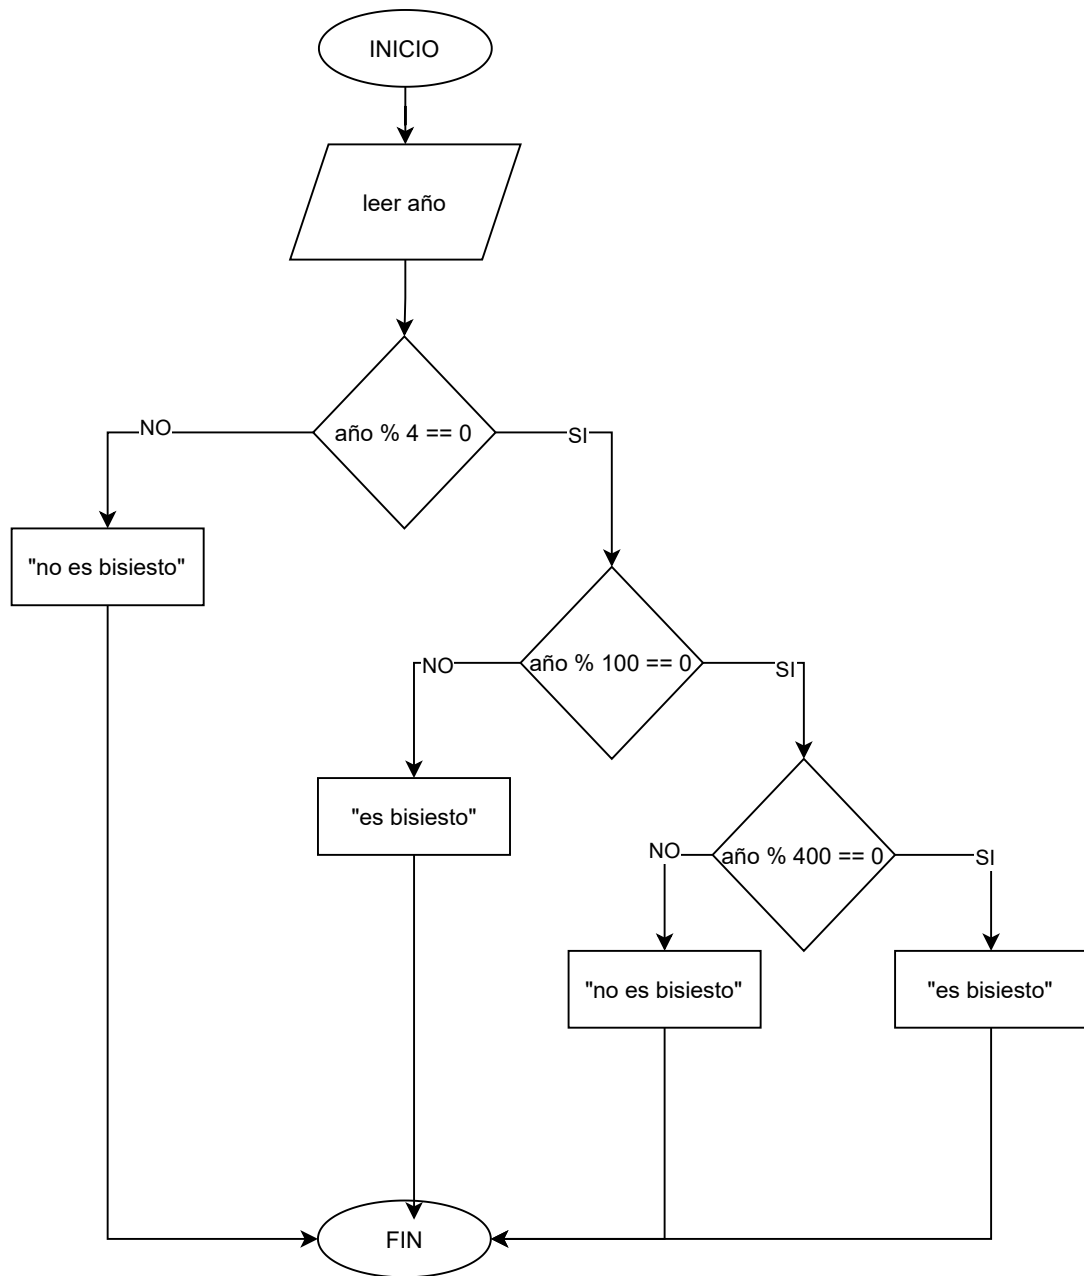 INICIO
leer año
año % 4 == 0
NO
SI
"no es bisiesto"
año % 100 == 0
NO
SI
"es bisiesto"
año % 400 == 0
NO
SI
"no es bisiesto"
"es bisiesto"
FIN